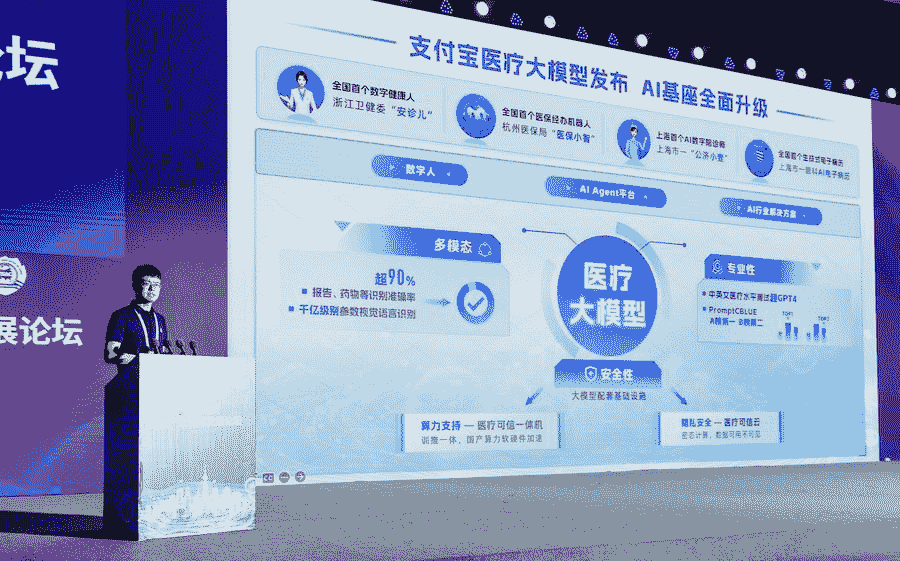 论坛
展论坛
支付宝医疗大模型发布 AI基座全面升级
全国首个数字健康人
浙江卫健委“安诊儿”
全国首个医保经办机器人
杭州医保局“医保小智”
上海首个AI数字陪诊师
上海市一“公济小壹”
全国首个生成式电子病历
上海市一眼科AI电子病历
数字人
AI Agent平台
AI行业解决方案
多模态
超90%
报告、药物等识别准确率
千亿级别参数视觉语言识别
医疗
大模型
专业性
中英文医疗水平测试超GPT4
PromptCBLUE
A榜第一 B榜第二
TOP1
TOP2
安全性
大模型配套基础设施
算力支持 — 医疗可信一体机
训推一体、国产算力软硬件加速
隐私安全 — 医疗可信云
密态计算，数据可用不可见